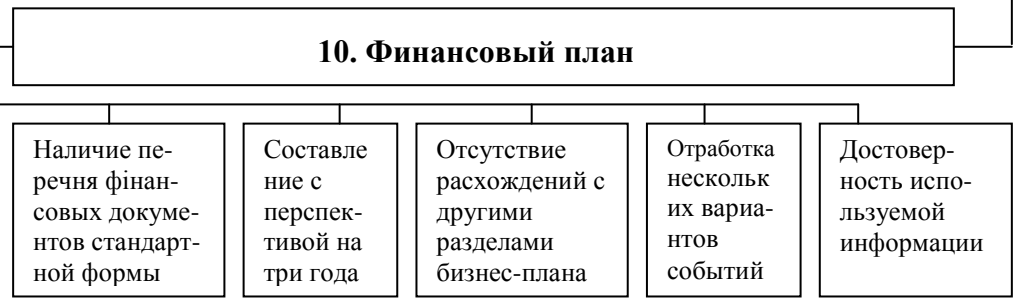 10. Финансовый план
Наличие пе-
речня фінан-
совых докуме-
нтов стандарт-
ной формы
Составле
ние с
перспек-
тивой на
три года
Отсутствие
расхождений с
другими
разделами
бизнес-плана
Отработка
нескольк
их вариа-
нтов
событий
Достовер-
ность испо-
льзуемой
информации